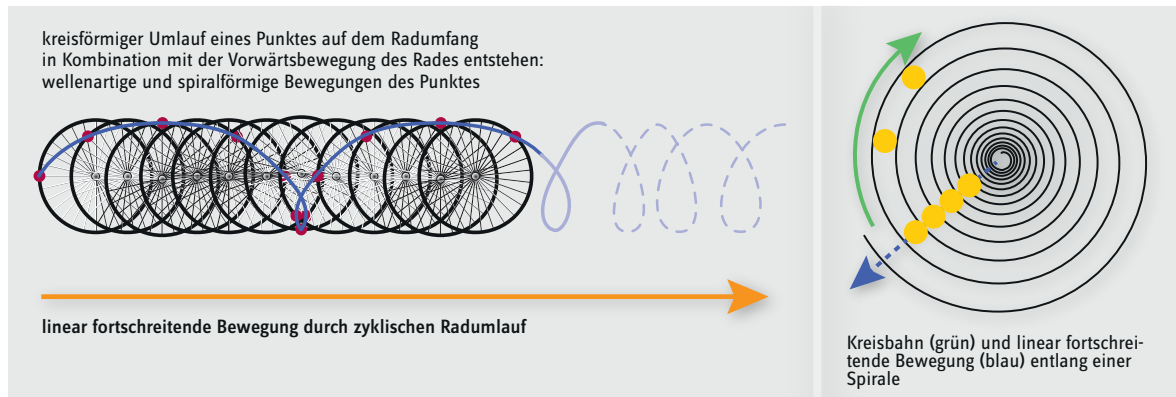 kreisförmiger Umlauf eines Punktes auf dem Radumfang
in Kombination mit der Vorwärtsbewegung des Rades entstehen:
wellenartige und spiralförmige Bewegungen des Punktes
linear fortschreitende Bewegung durch zyklischen Radumlauf
Kreisbahn (grün) und linear fortschrei-
tende Bewegung (blau) entlang einer
Spirale